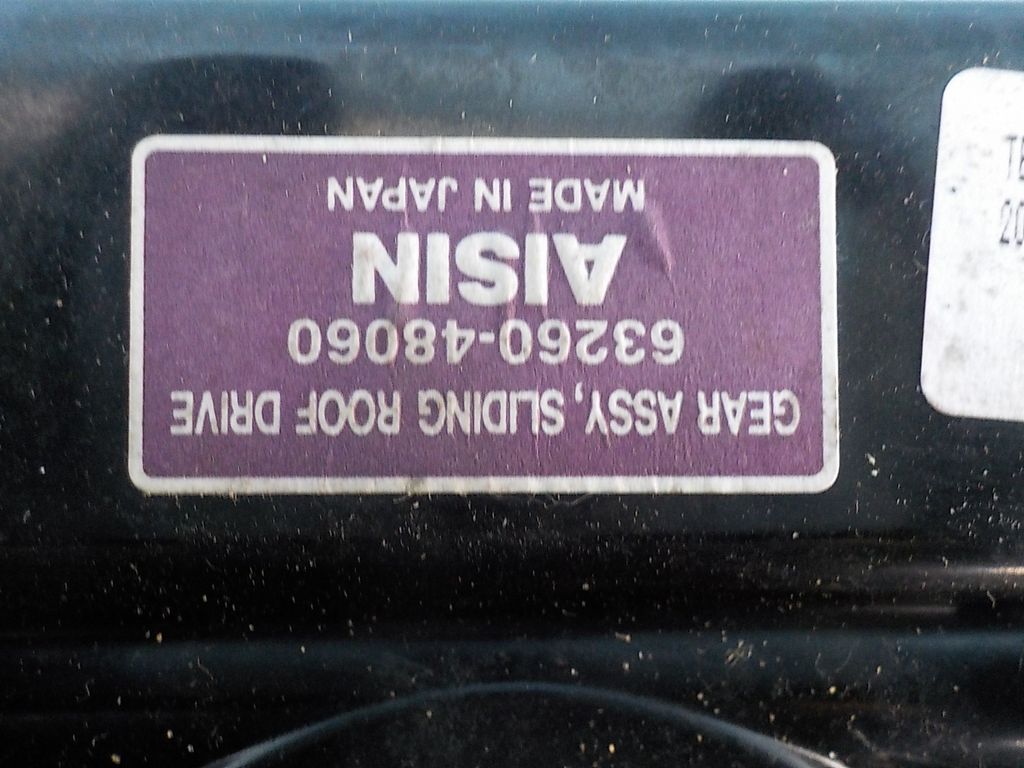 GEAR ASSY, SLIDING ROOF DRIVE
63260-48060
AISIN
MADE IN JAPAN